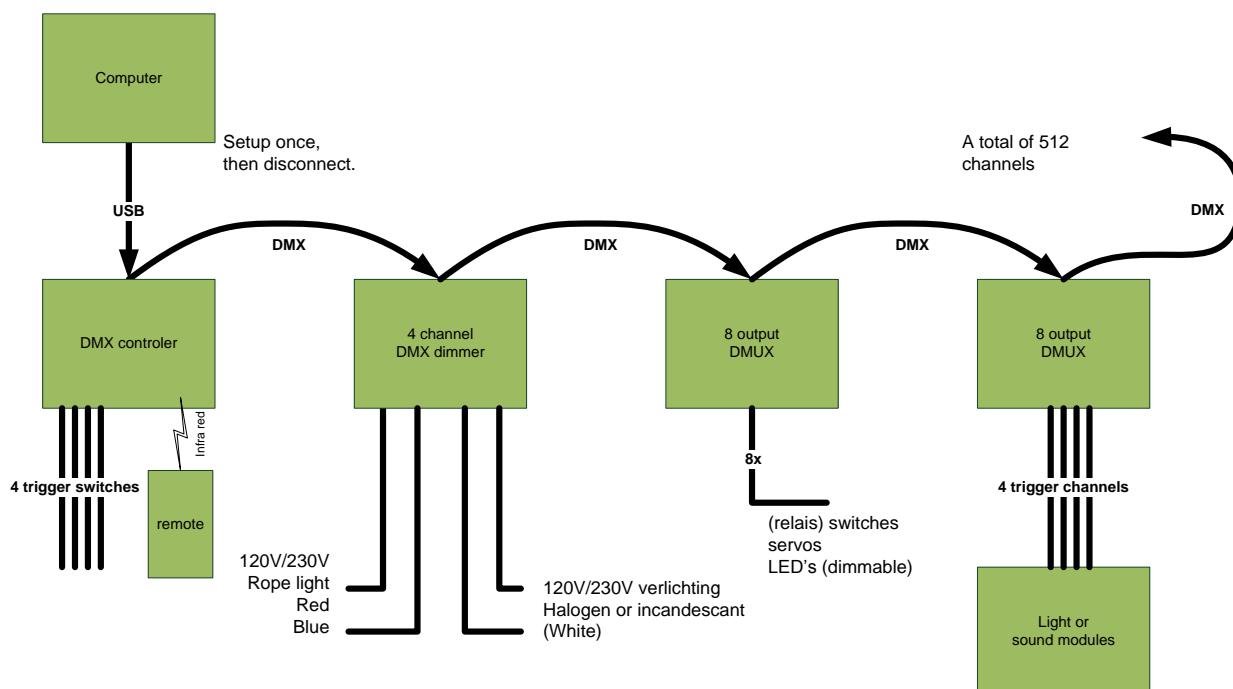 Computer
Setup once,
then disconnect.
A total of 512
channels
USB
DMX
DMX
DMX
DMX
DMX controler
4 channel
DMX dimmer
8 output
DMUX
8 output
DMUX
Infra red
4 trigger switches
remote
8x
4 trigger channels
(relais) switches
servos
LED's (dimmable)
120V/230V
Rope light
Red
Blue
120V/230V verlichting
Halogen or incandescant
(White)
Light or
sound modules